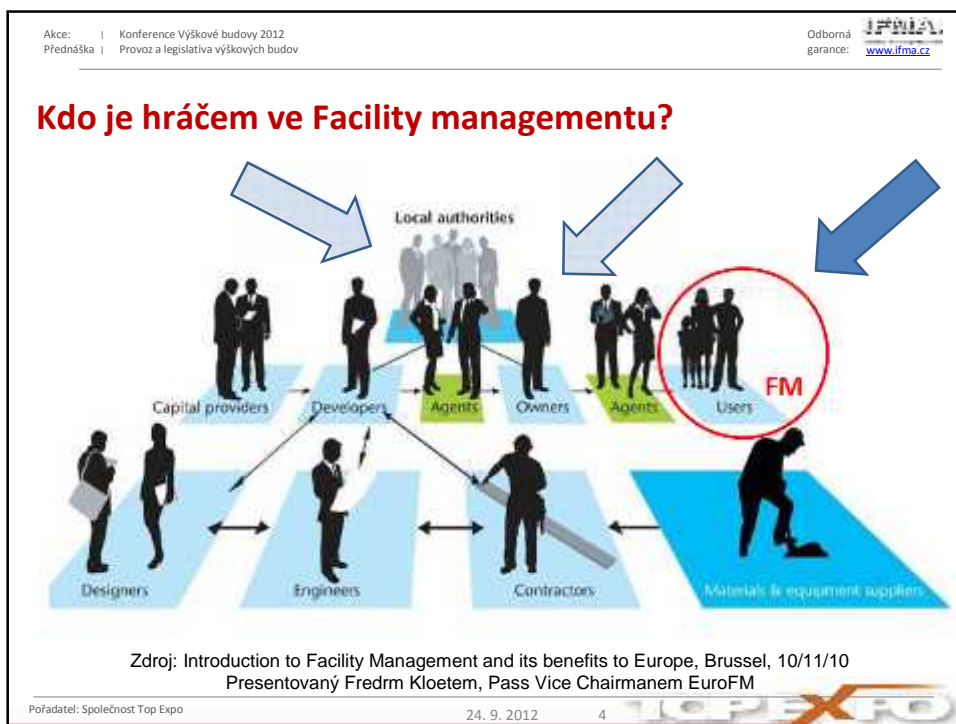 Akce: | Konference Výškové budovy 2012
Přednáška | Provoz a legislativa výškových budov
Odborná
garance:
IFMA.
www.ifma.cz
Kdo je hráčem ve Facility managementu?
Local authorities
FM
Capital providers
Developers
Agents
Owners
Agents
Users
Designers
Engineers
Contractors
Materials & equipment suppliers
Zdroj: Introduction to Facility Management and its benefits to Europe, Brussel, 10/11/10
Presentovaný Fredrm Kloetem, Pass Vice Chairmanem EuroFM
Pořadatel: Společnost Top Expo
24. 9. 2012
4
TOP EXPO